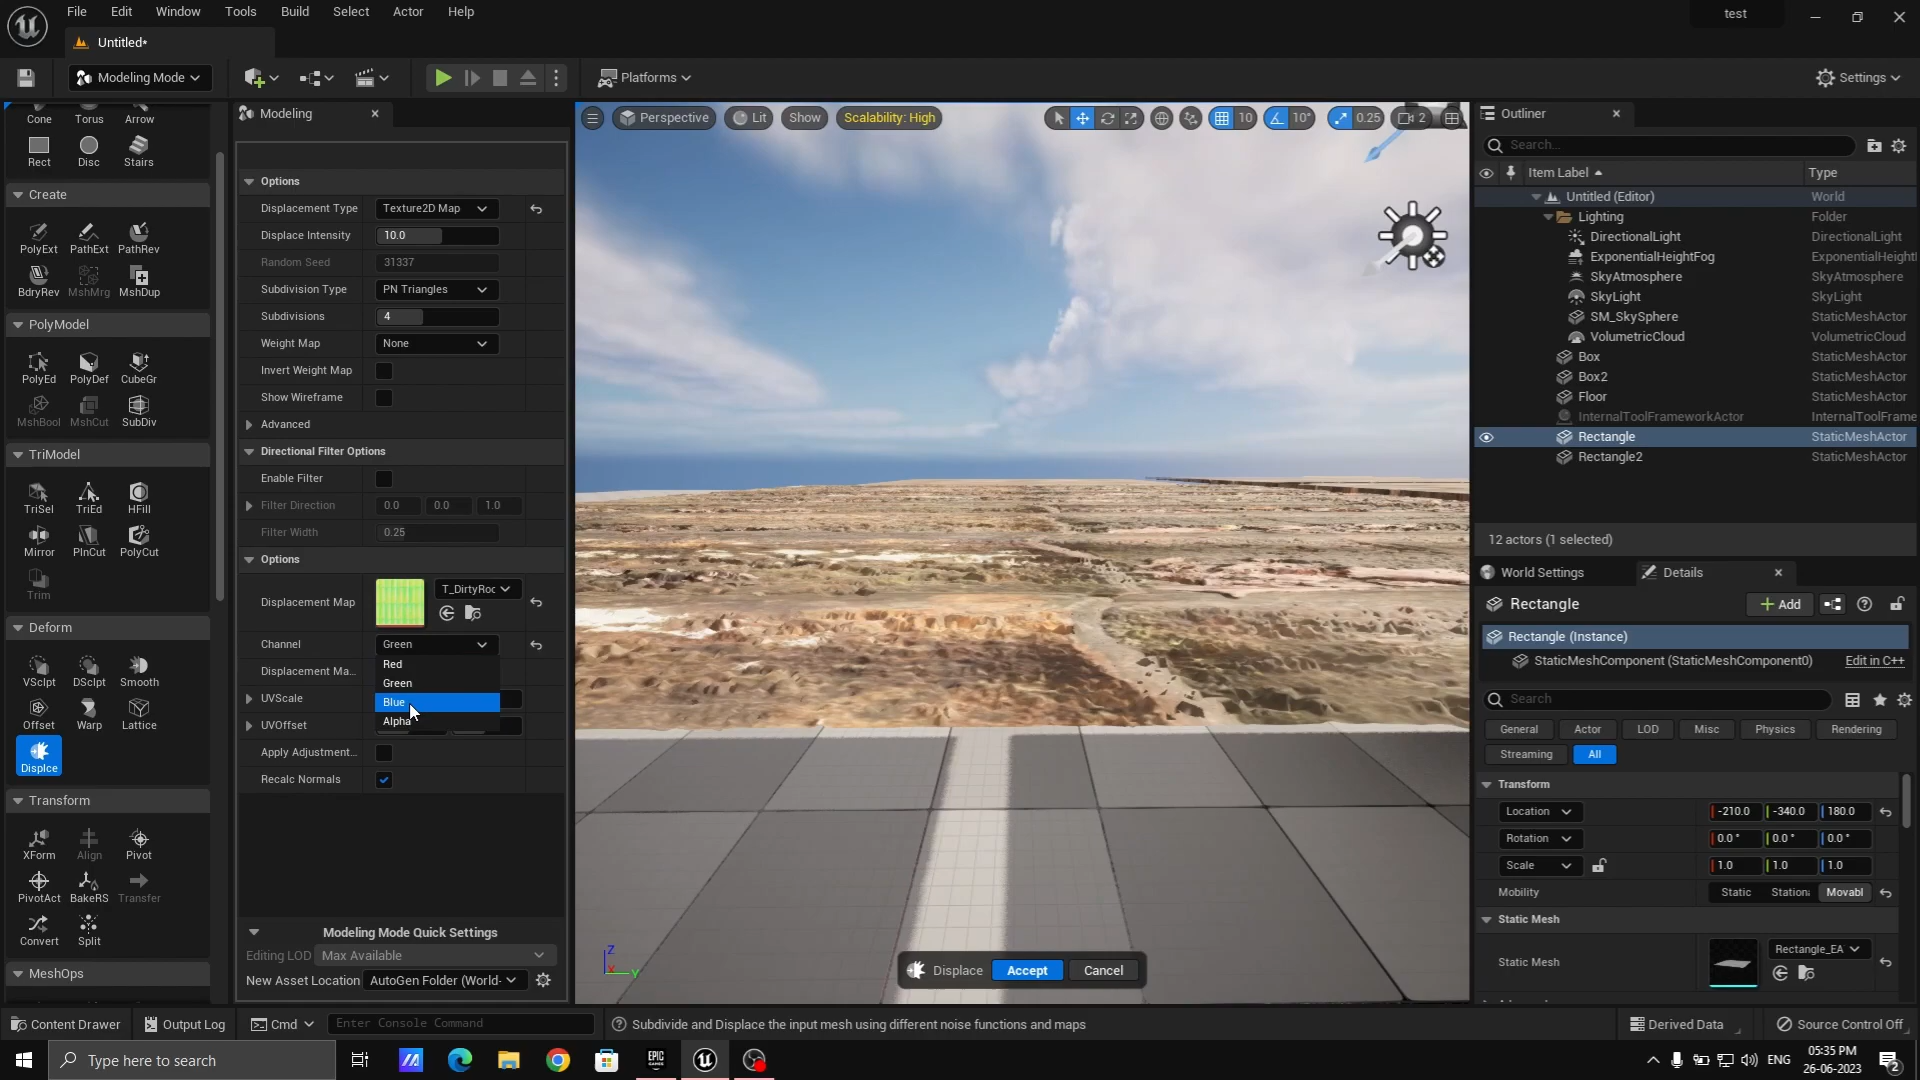 File Edit Window Tools Build Select Actor Help
test
Untitled*
Modeling Mode
Platforms
Settings
Cone Torus Arrow
Rect Disc Stairs
Create
PolyExt PathExt PathRev
BdryRev MshMrg MshDup
PolyModel
PolyEd PolyDef CubeGr
MshBool MshCut SubDiv
TriModel
TriSel TriEd HFill
Mirror PlnCut PolyCut
Trim
Deform
VSclpt DSclpt Smooth
Offset Warp Lattice
Displce
Transform
XForm Align Pivot
PivotAct BakeRS Transfer
Convert Split
MeshOps
Modeling
Options
Displacement Type Texture2D Map
Displace Intensity 10.0
Random Seed 31337
Subdivision Type PN Triangles
Subdivisions 4
Weight Map None
Invert Weight Map
Show Wireframe
Advanced
Directional Filter Options
Enable Filter
Filter Direction 0.0 0.0 1.0
Filter Width 0.25
Options
Displacement Map T_DirtyRoc
Channel Green
Red
Green
Blue
Alpha
Displacement Ma...
UVScale
UVOffset
Apply Adjustment...
Recalc Normals
Modeling Mode Quick Settings
Editing LOD Max Available
New Asset Location AutoGen Folder (World-
Perspective Lit Show Scalability: High 10 10° 0.25 2
Z
X Y
Displace Accept Cancel
Outliner
Search...
Item Label Type
Untitled (Editor) World
Lighting Folder
DirectionalLight DirectionalLight
ExponentialHeightFog ExponentialHeightl
SkyAtmosphere SkyAtmosphere
SkyLight SkyLight
SM_SkySphere StaticMeshActor
VolumetricCloud VolumetricCloud
Box StaticMeshActor
Box2 StaticMeshActor
Floor StaticMeshActor
InternalToolFrameworkActor InternalToolFrame
Rectangle StaticMeshActor
Rectangle2 StaticMeshActor
12 actors (1 selected)
World Settings Details
Rectangle Add
Rectangle (Instance)
StaticMeshComponent (StaticMeshComponent0) Edit in C++
Search
General Actor LOD Misc Physics Rendering
Streaming All
Transform
Location -210.0 -340.0 180.0
Rotation 0.0 ° 0.0 ° 0.0 °
Scale 1.0 1.0 1.0
Mobility Static Stationa Movabl
Static Mesh
Static Mesh Rectangle_EA
Content Drawer Output Log Cmd Enter Console Command Subdivide and Displace the input mesh using different noise functions and maps Derived Data Source Control Off
Type here to search
EPIC GAMES
ENG
05:35 PM
26-06-2023
2